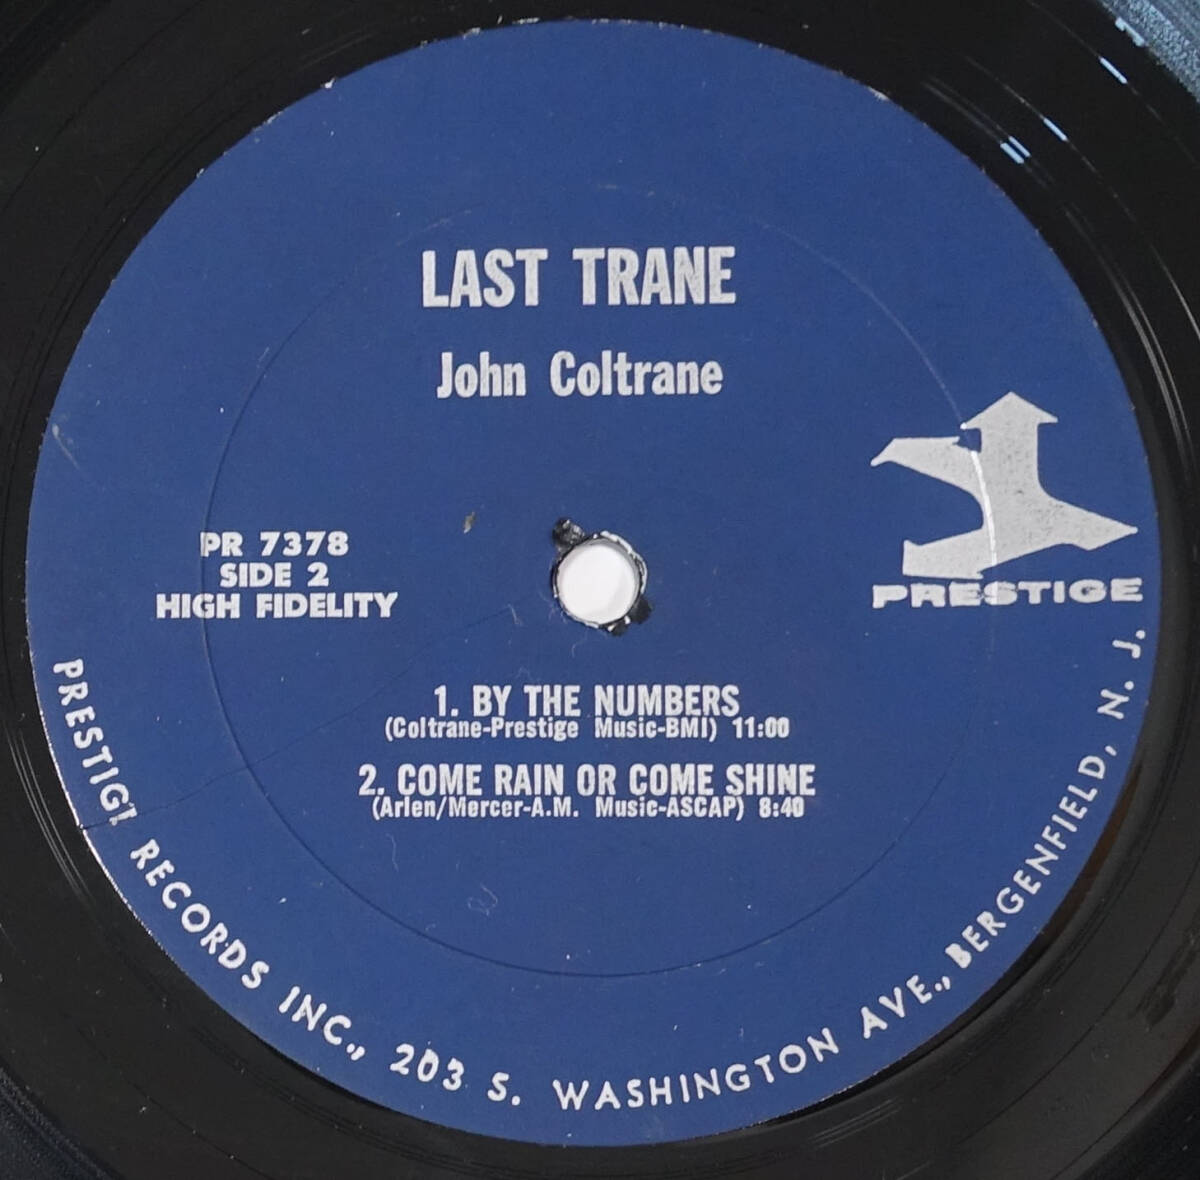 LAST TRANE
John Coltrane
PR 7378
SIDE 2
HIGH FIDELITY
PRESTIGE
1. BY THE NUMBERS
(Coltrane-Prestige Music-BMI) 11:00
2. COME RAIN OR COME SHINE
(Arlen/Mercer-A.M. Music-ASCAP) 8:40
PRESTIGE RECORDS INC., 203 S. WASHINGTON AVE., BERGENFIELD, N. J.